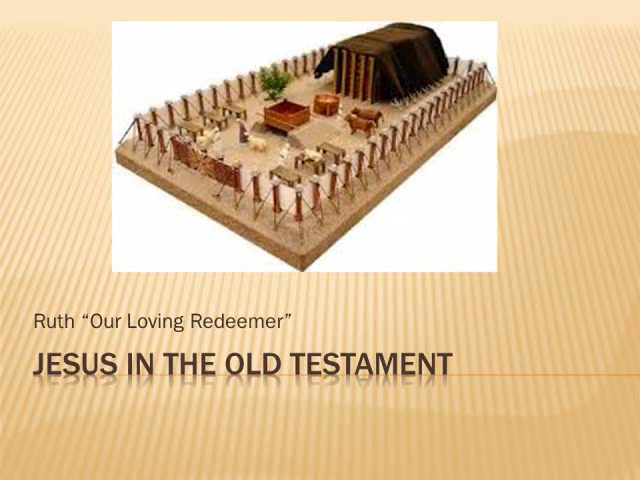 Ruth “Our Loving Redeemer”
JESUS IN THE OLD TESTAMENT